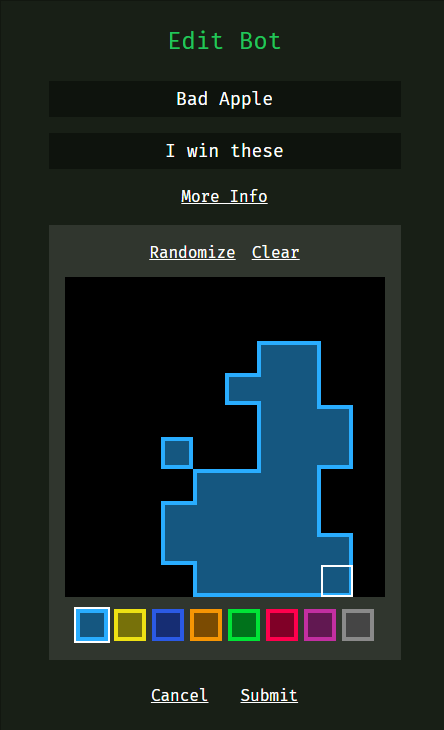 Edit Bot
Bad Apple
I win these
More Info
Randomize Clear
Cancel Submit